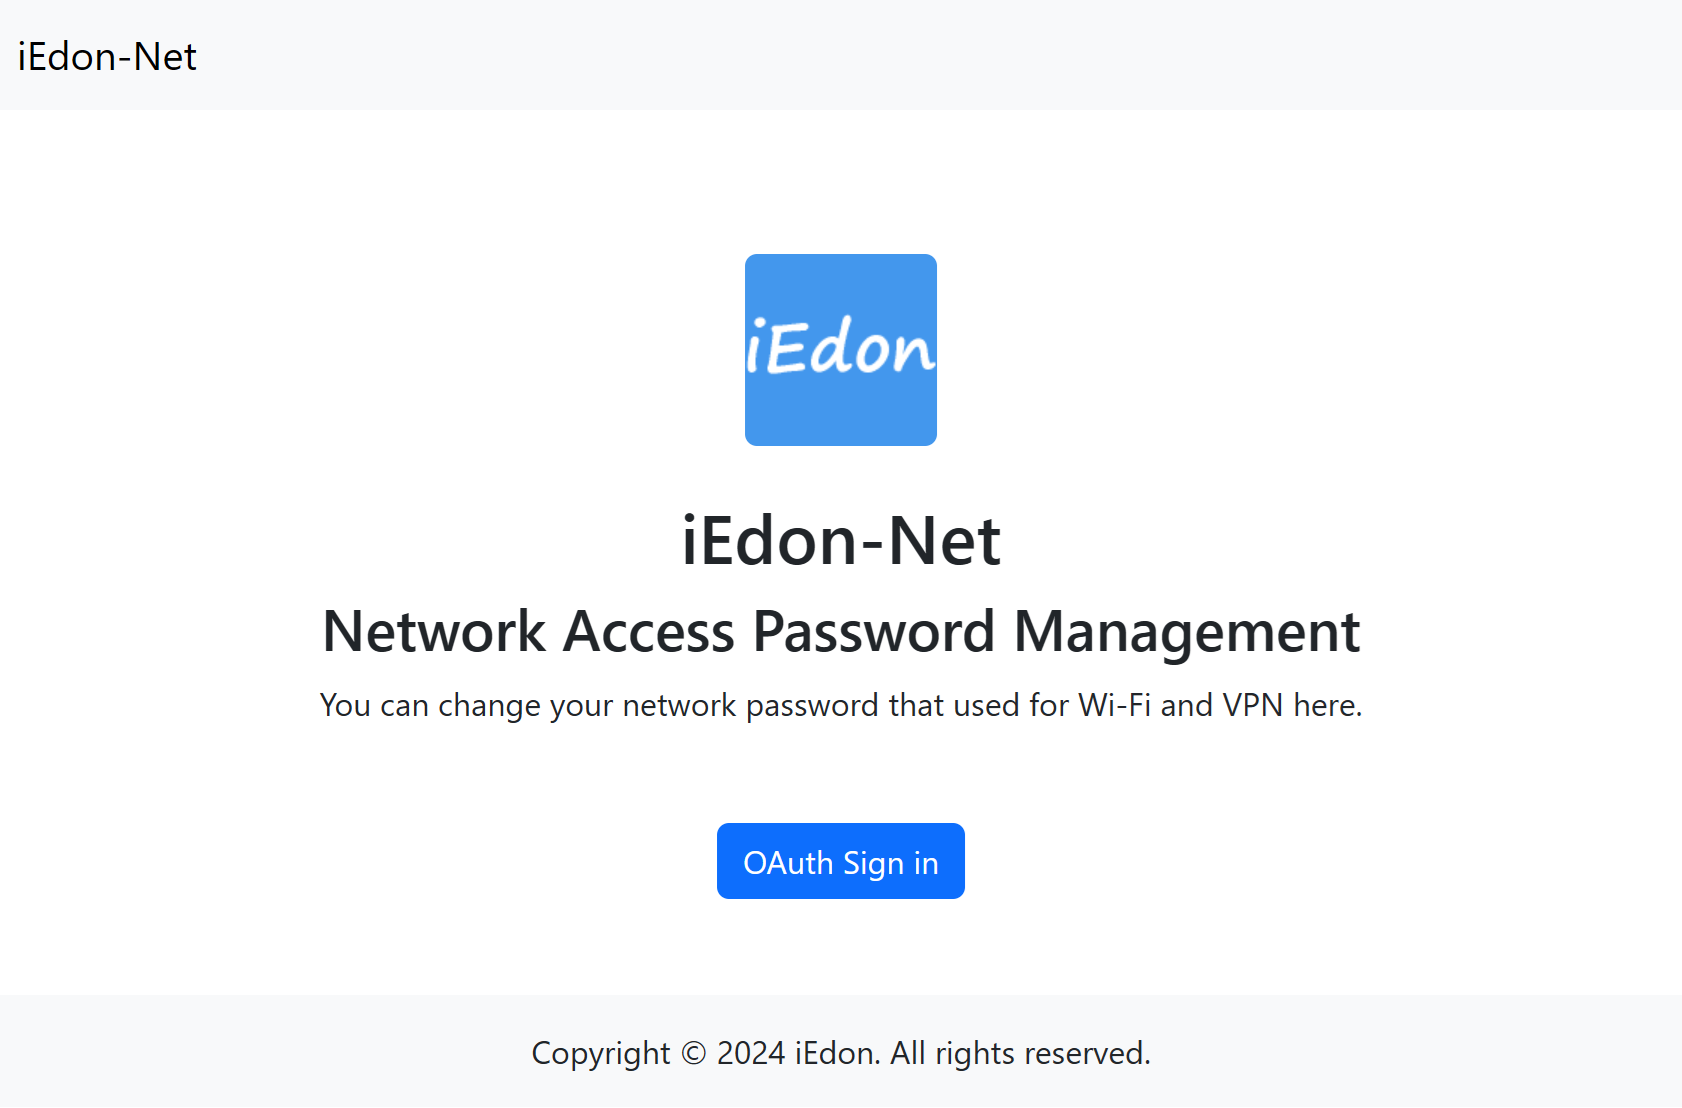 iEdon-Net
iEdon
iEdon-Net
Network Access Password Management
You can change your network password that used for Wi-Fi and VPN here.
OAuth Sign in
Copyright © 2024 iEdon. All rights reserved.